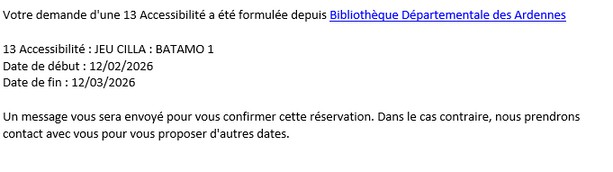 Votre demande d'une 13 Accessibilité a été formulée depuis Bibliothèque Départementale des Ardennes
13 Accessibilité : JEU CILLA : BATAMO 1
Date de début : 12/02/2026
Date de fin : 12/03/2026
Un message vous sera envoyé pour vous confirmer cette réservation. Dans le cas contraire, nous prendrons
contact avec vous pour vous proposer d'autres dates.